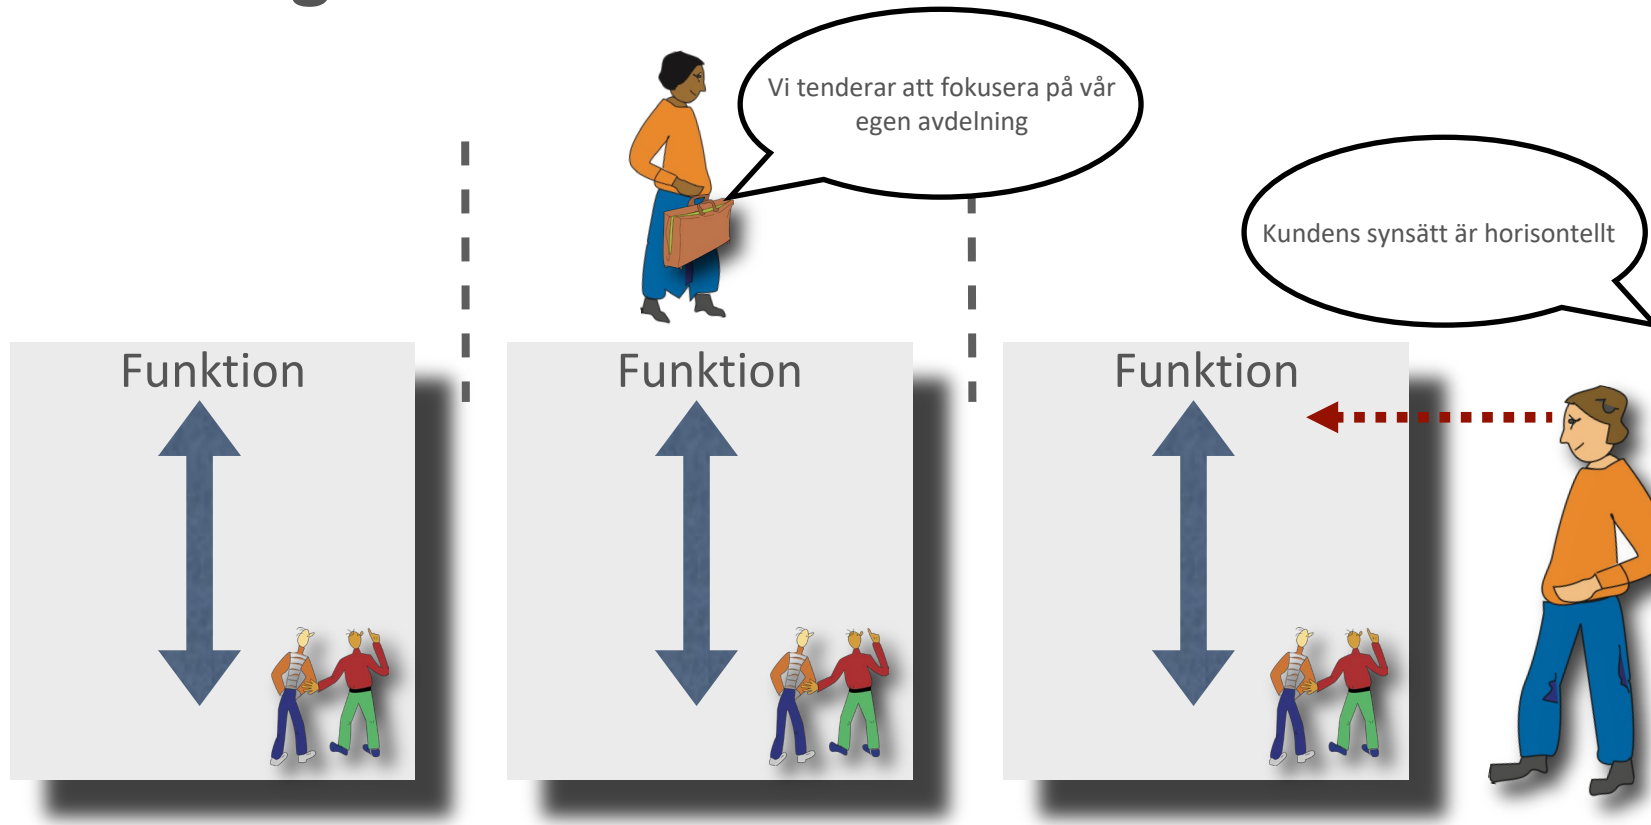 Vi tenderar att fokusera på vår
egen avdelning
Kundens synsätt är horisontellt
Funktion
Funktion
Funktion